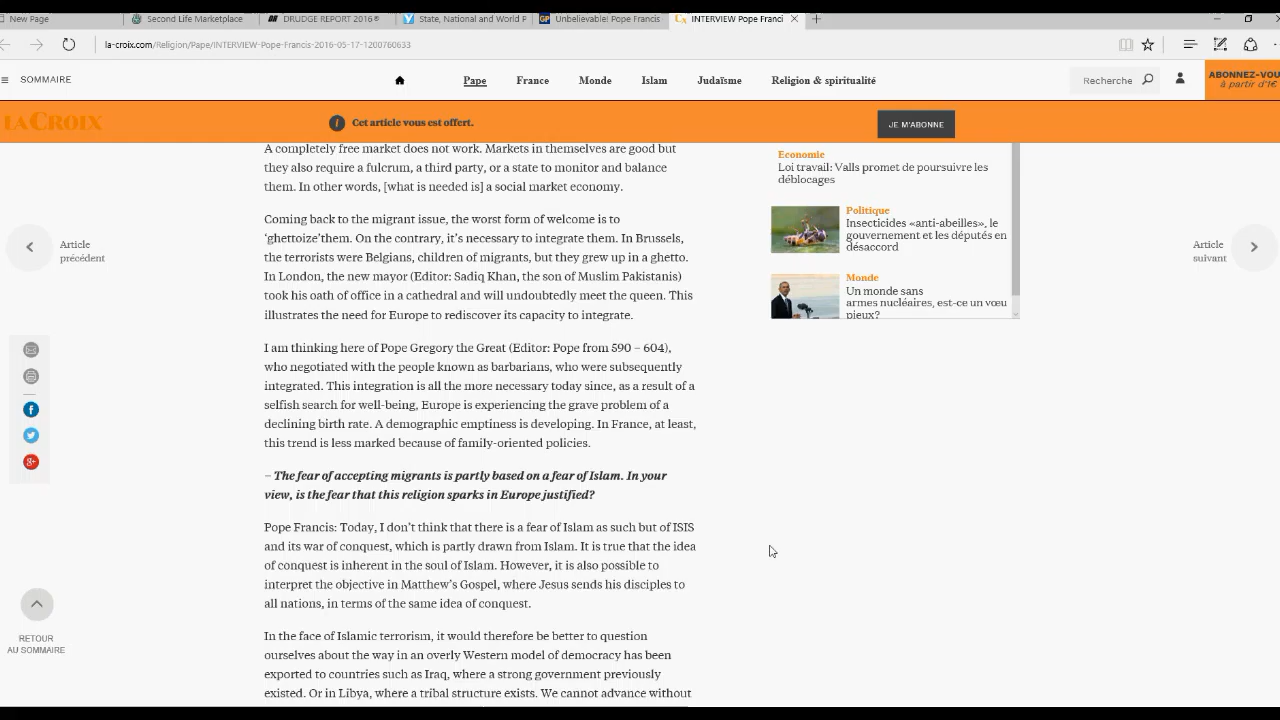 New Page
Second Life Marketplace
DRUDGE REPORT 2016®
State, National and World P
Unbelievable! Pope Francis
INTERVIEW Pope Franci
la-croix.com/Religion/Pape/INTERVIEW-Pope-Francis-2016-05-17-1200760633
SOMMAIRE
Pape
France
Monde
Islam
Judaïsme
Religion & spiritualité
Recherche
ABONNEZ-VOU
à partir d'1€
LACROIX
Cet article vous est offert.
JE M'ABONNE
A completely free market does not work. Markets in themselves are good but
they also require a fulcrum, a third party, or a state to monitor and balance
them. In other words, [what is needed is] a social market economy.
Coming back to the migrant issue, the worst form of welcome is to
‘ghettoize’them. On the contrary, it’s necessary to integrate them. In Brussels,
the terrorists were Belgians, children of migrants, but they grew up in a ghetto.
In London, the new mayor (Editor: Sadiq Khan, the son of Muslim Pakistanis)
took his oath of office in a cathedral and will undoubtedly meet the queen. This
illustrates the need for Europe to rediscover its capacity to integrate.
I am thinking here of Pope Gregory the Great (Editor: Pope from 590 – 604),
who negotiated with the people known as barbarians, who were subsequently
integrated. This integration is all the more necessary today since, as a result of a
selfish search for well-being, Europe is experiencing the grave problem of a
declining birth rate. A demographic emptiness is developing. In France, at least,
this trend is less marked because of family-oriented policies.
– The fear of accepting migrants is partly based on a fear of Islam. In your
view, is the fear that this religion sparks in Europe justified?
Pope Francis: Today, I don’t think that there is a fear of Islam as such but of ISIS
and its war of conquest, which is partly drawn from Islam. It is true that the idea
of conquest is inherent in the soul of Islam. However, it is also possible to
interpret the objective in Matthew’s Gospel, where Jesus sends his disciples to
all nations, in terms of the same idea of conquest.
In the face of Islamic terrorism, it would therefore be better to question
ourselves about the way in an overly Western model of democracy has been
exported to countries such as Iraq, where a strong government previously
existed. Or in Libya, where a tribal structure exists. We cannot advance without
Economie
Loi travail: Valls promet de poursuivre les
déblocages
Politique
Insecticides «anti-abeilles», le
gouvernement et les députés en
désaccord
Monde
Un monde sans
armes nucléaires, est-ce un vœu
pieux?
Article
précédent
Article
suivant
RETOUR
AU SOMMAIRE